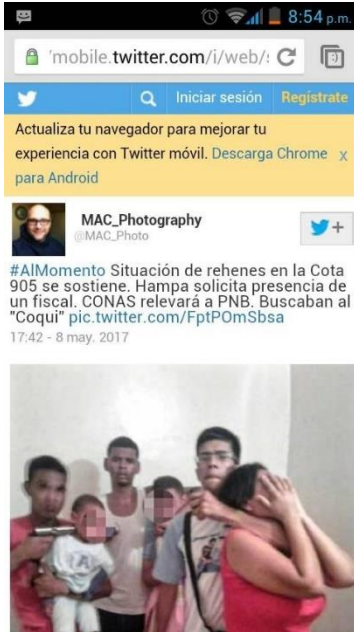 8:54 p.m.
'mobile.twitter.com/i/web/s
Iniciar sesión Regístrate
Actualiza tu navegador para mejorar tu
experiencia con Twitter móvil. Descarga Chrome x
para Android
MAC_Photography
@MAC_Photo
#AlMomento Situación de rehenes en la Cota
905 se sostiene. Hampa solicita presencia de
un fiscal. CONAS relevará a PNB. Buscaban al
"Coqui" pic.twitter.com/FptPOmSbsa
17:42 - 8 may. 2017